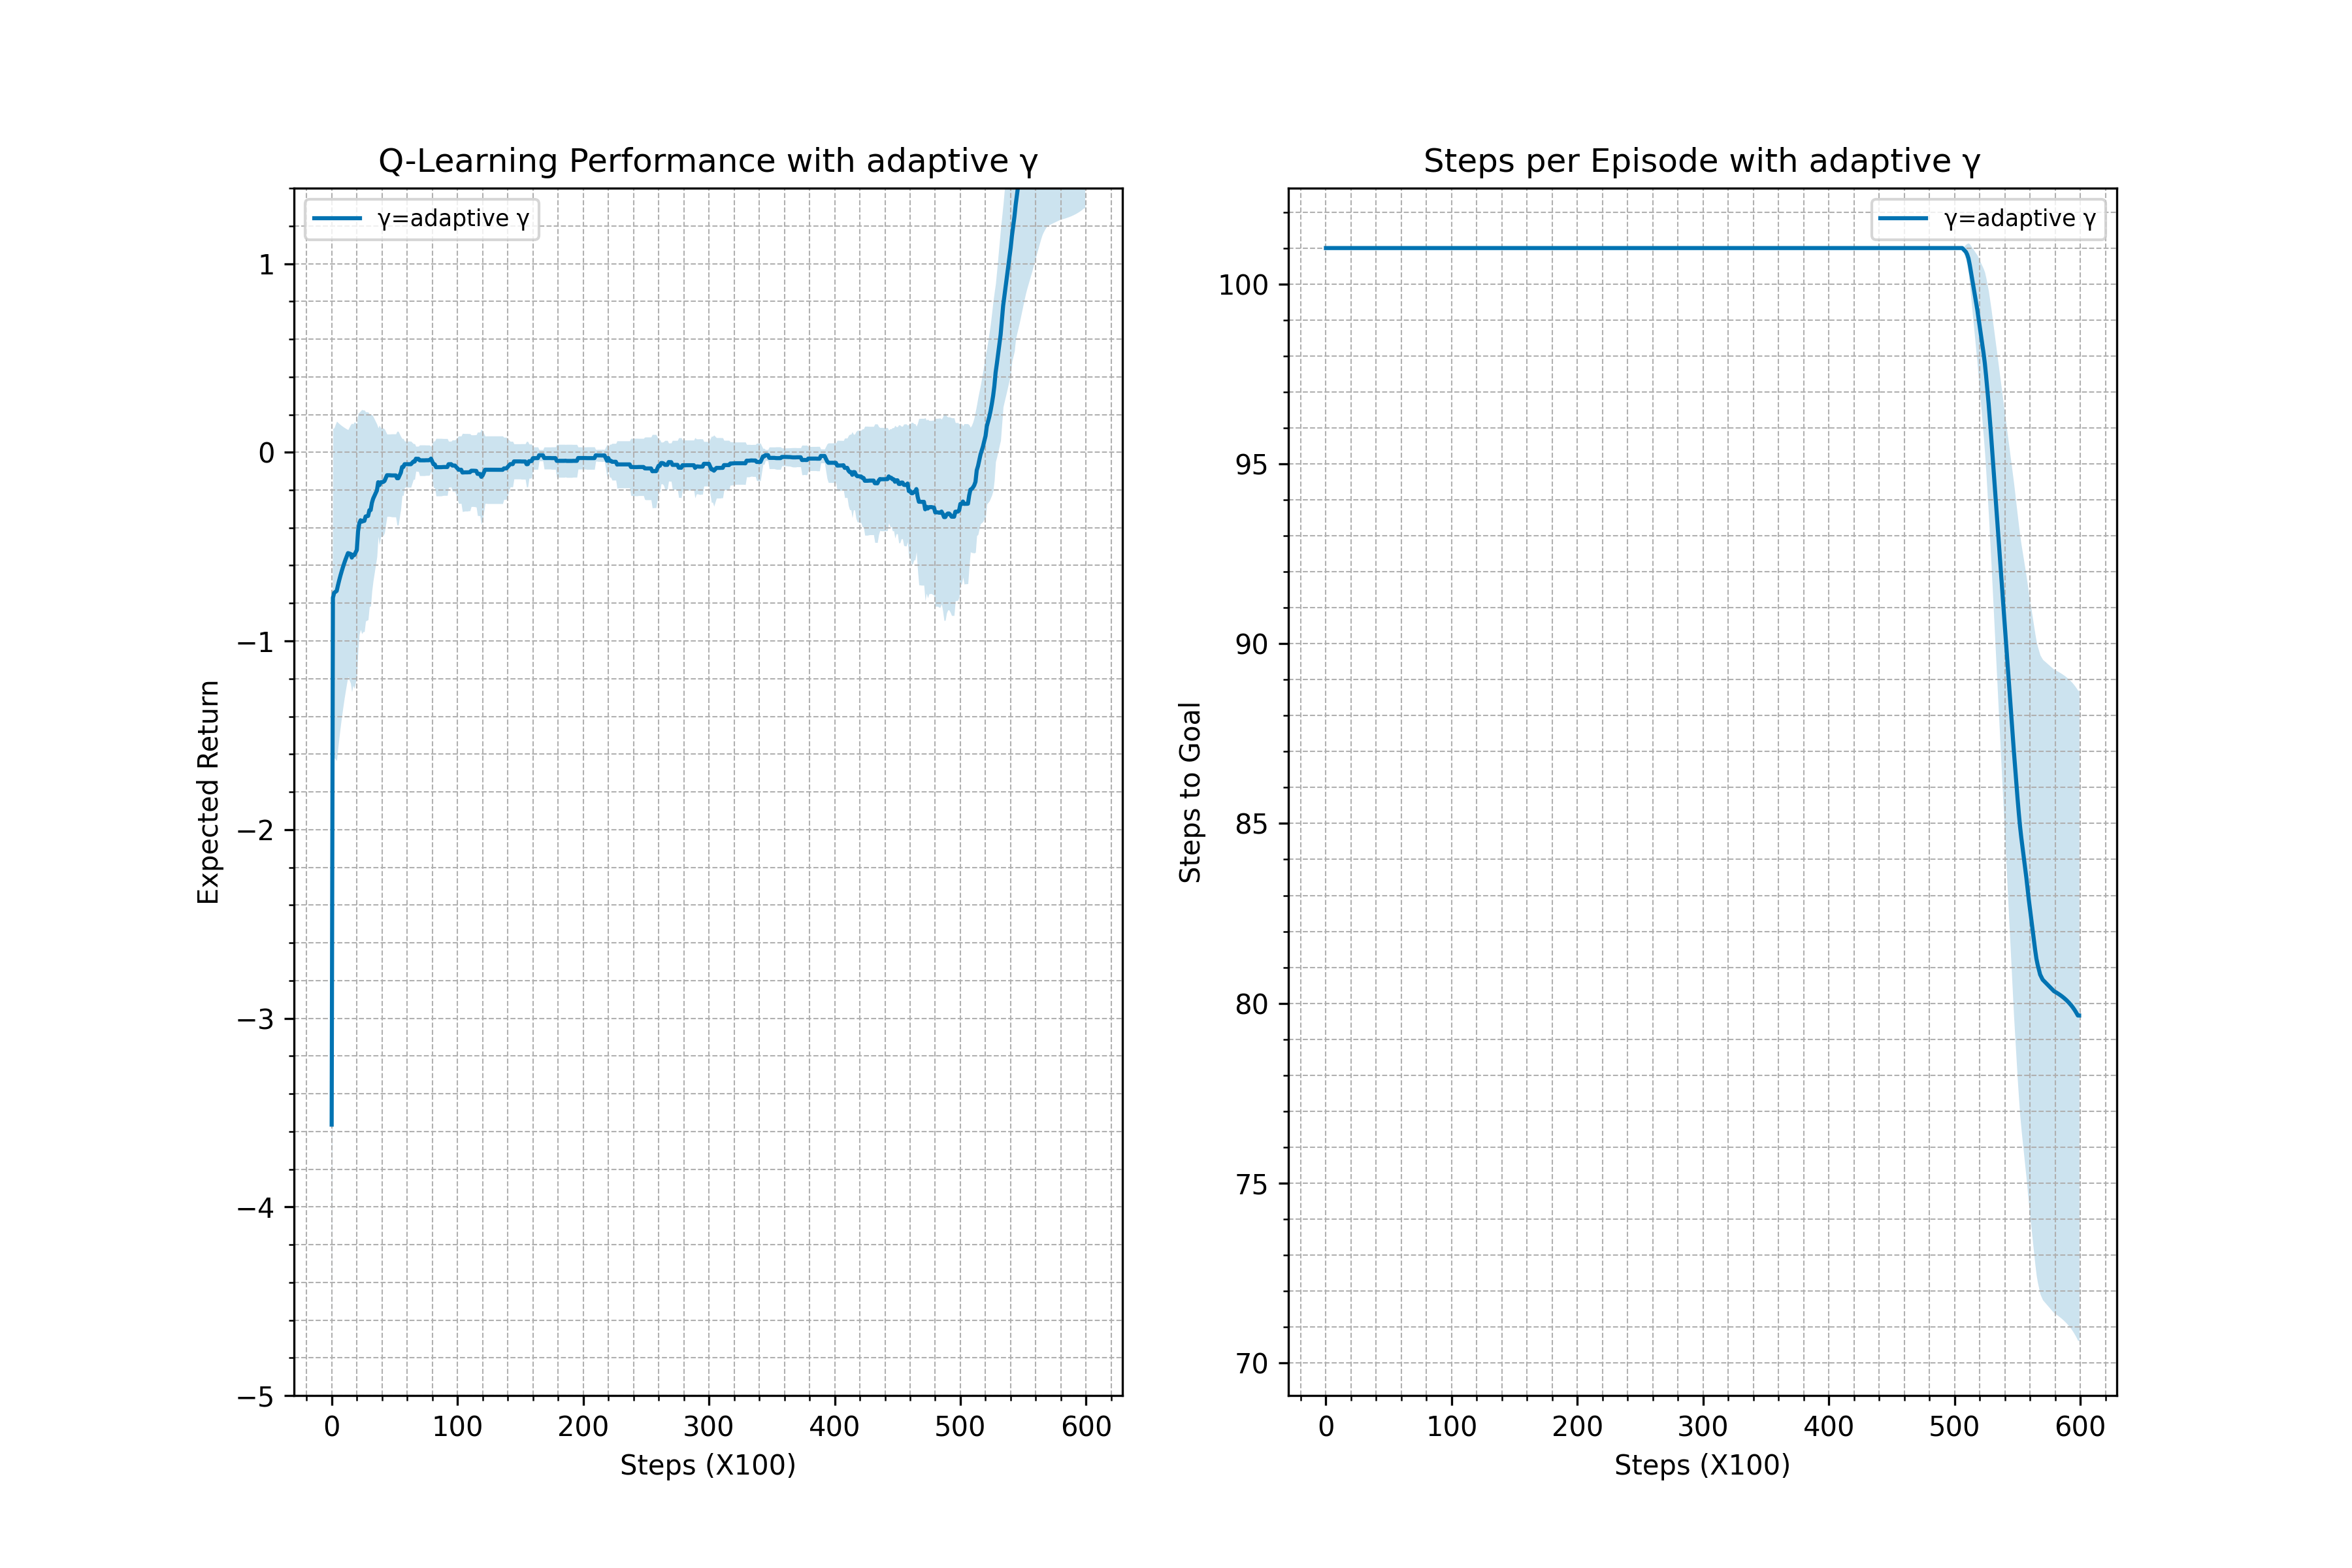 Q-Learning Performance with adaptive γ
γ=adaptive γ
1
0
−1
−2
−3
−4
−5
Expected Return
0 100 200 300 400 500 600
Steps (X100)
Steps per Episode with adaptive γ
γ=adaptive γ
100
95
90
85
80
75
70
Steps to Goal
0 100 200 300 400 500 600
Steps (X100)